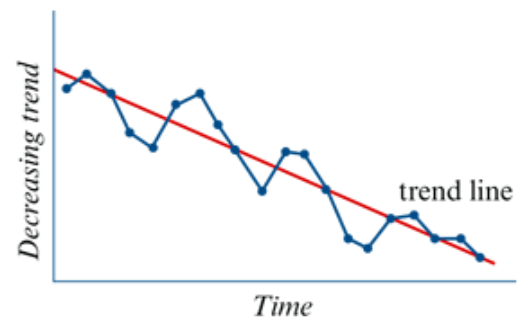 Decreasing trend
trend line
Time